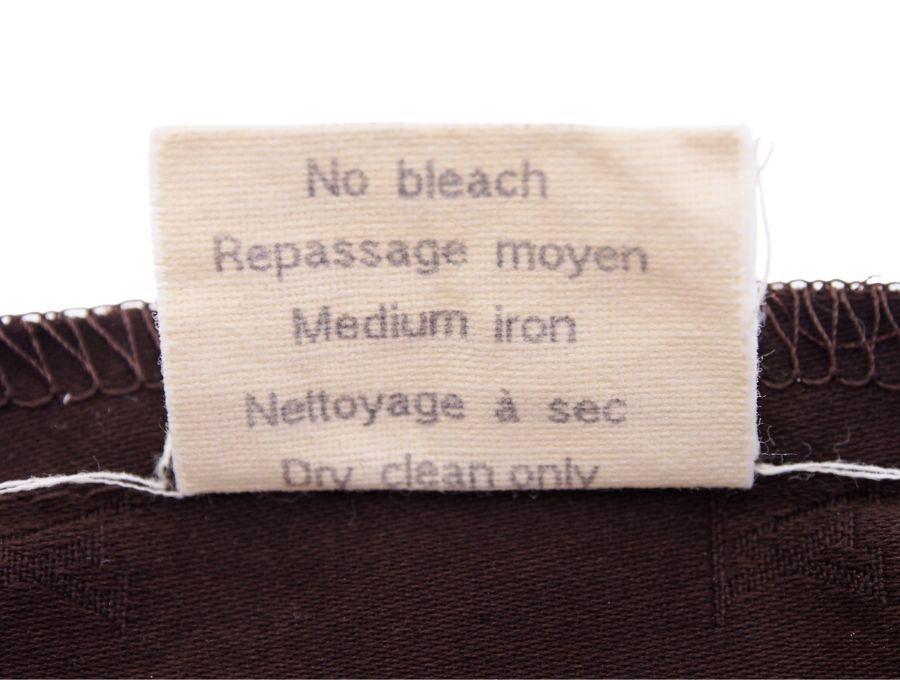 No bleach
Repassage moyen
Medium iron
Nettoyage à sec
Dry clean only